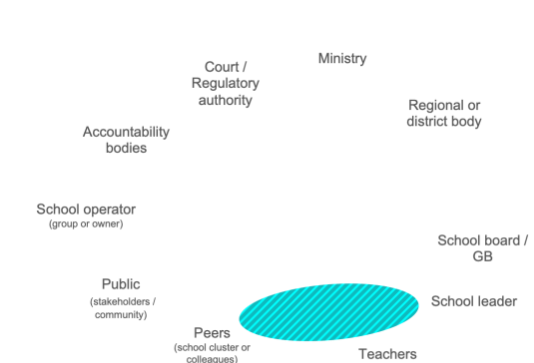 Ministry
Court /
Regulatory
authority
Regional or
district body
Accountability
bodies
School operator
(group or owner)
School board /
GB
Public
(stakeholders /
community)
School leader
Peers
(school cluster or
colleagues)
Teachers